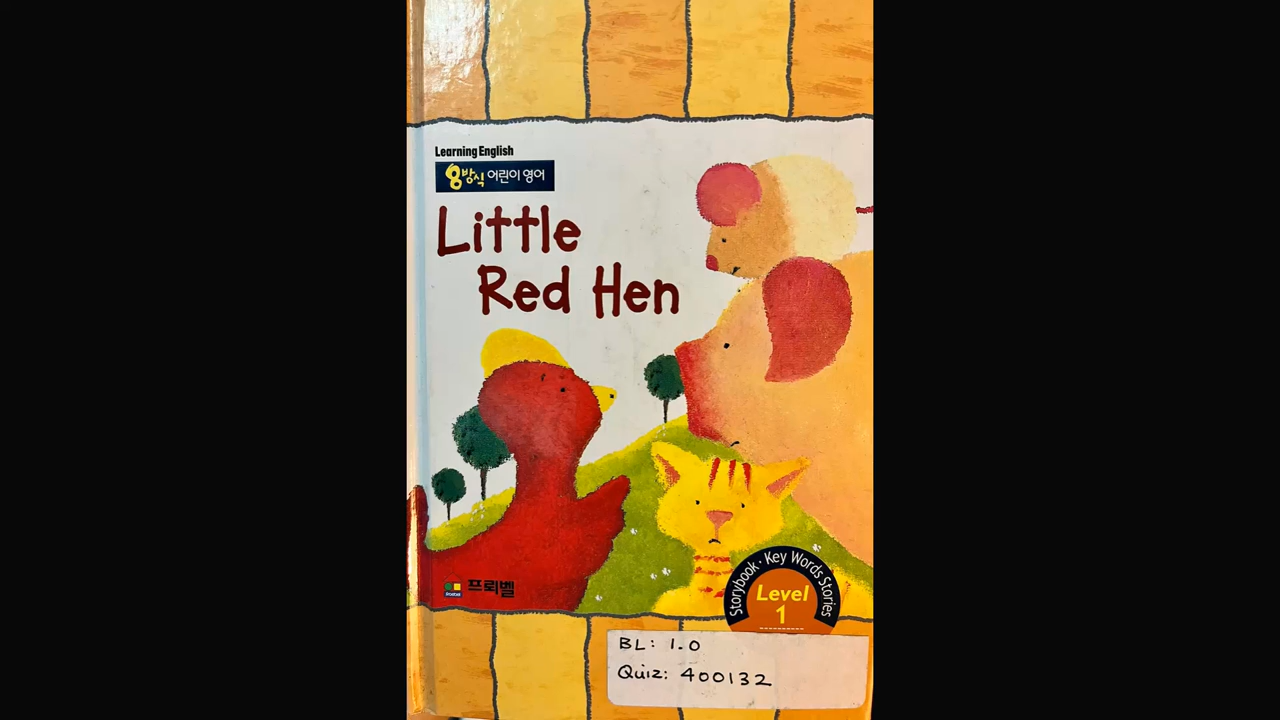 Learning English
8방식 어린이 영어
Little
Red Hen
프뢰벨
Storybook · Key Words Stories
Level
1
BL: 1.0
Quiz: 400132